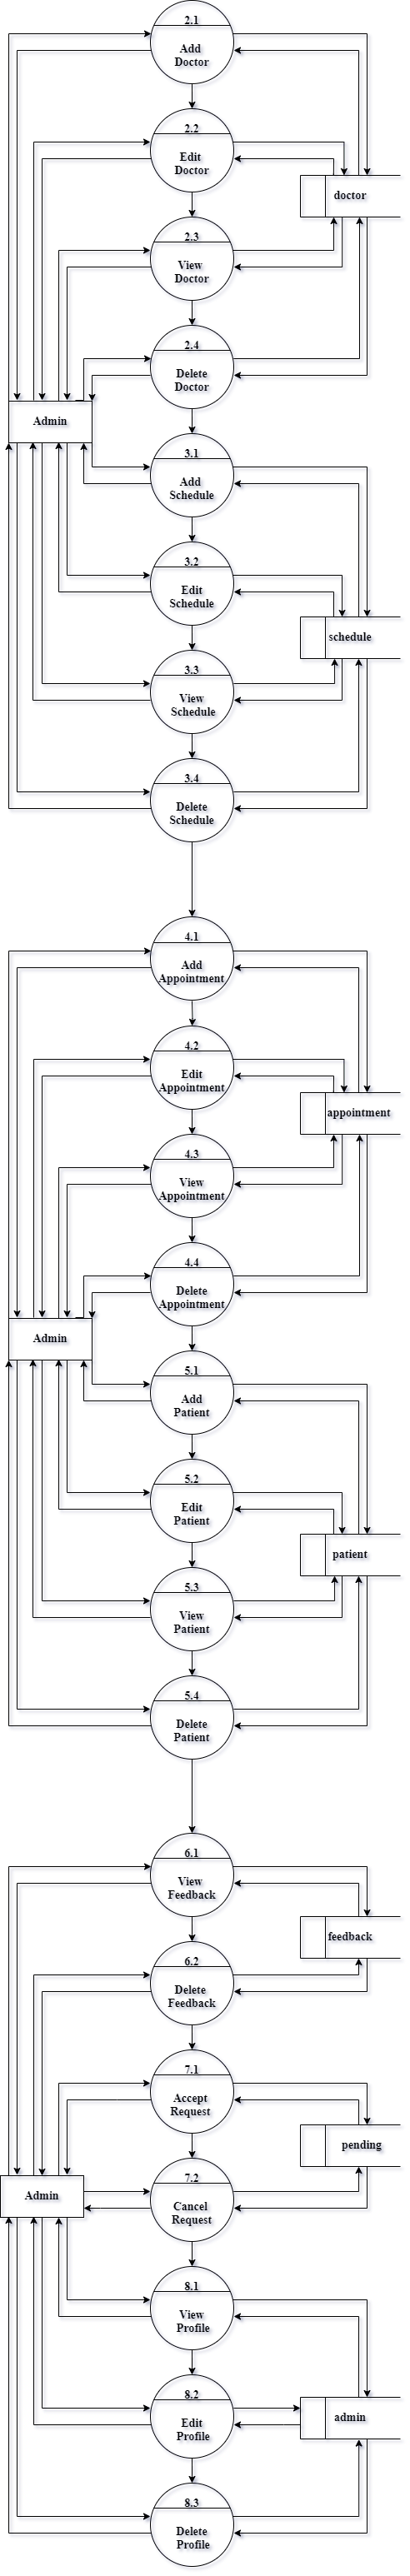 2.1
Add
Doctor
2.2
Edit
Doctor
doctor
2.3
View
Doctor
2.4
Delete
Doctor
Admin
3.1
Add
Schedule
3.2
Edit
Schedule
schedule
3.3
View
Schedule
3.4
Delete
Schedule
4.1
Add
Appointment
4.2
Edit
Appointment
appointment
4.3
View
Appointment
4.4
Delete
Appointment
Admin
5.1
Add
Patient
5.2
Edit
Patient
patient
5.3
View
Patient
5.4
Delete
Patient
6.1
View
Feedback
feedback
6.2
Delete
Feedback
7.1
Accept
Request
pending
Admin
7.2
Cancel
Request
8.1
View
Profile
8.2
Edit
Profile
admin
8.3
Delete
Profile